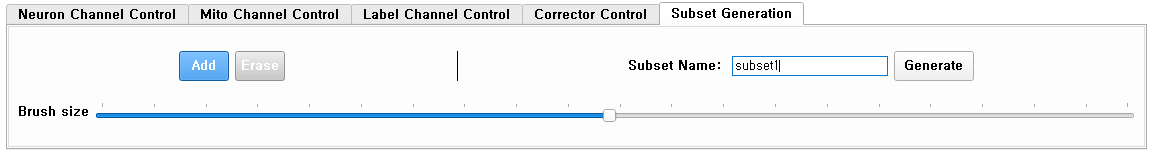 Neuron Channel Control Mito Channel Control Label Channel Control Corrector Control Subset Generation
Add Erase Subset Name: subset1 Generate
Brush size